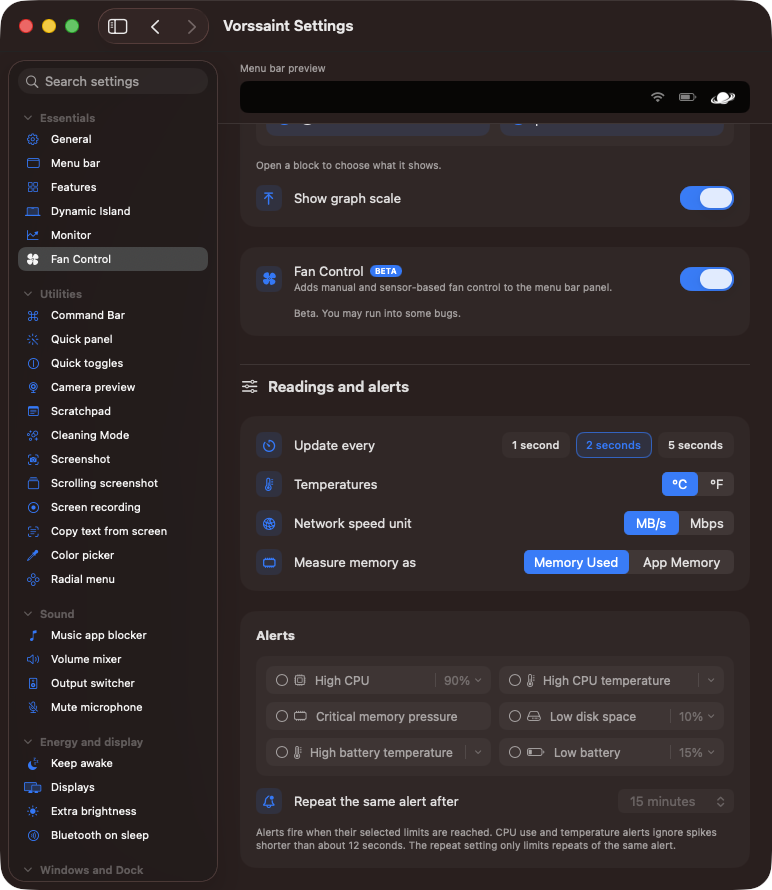 Vorssaint Settings
Search settings
Essentials
General
Menu bar
Features
Dynamic Island
Monitor
Fan Control
Utilities
Command Bar
Quick panel
Quick toggles
Camera preview
Scratchpad
Cleaning Mode
Screenshot
Scrolling screenshot
Screen recording
Copy text from screen
Color picker
Radial menu
Sound
Music app blocker
Volume mixer
Output switcher
Mute microphone
Energy and display
Keep awake
Displays
Extra brightness
Bluetooth on sleep
Windows and Dock
Menu bar preview
Open a block to choose what it shows.
Show graph scale
Fan Control BETA
Adds manual and sensor-based fan control to the menu bar panel.
Beta. You may run into some bugs.
Readings and alerts
Update every 1 second 2 seconds 5 seconds
Temperatures °C °F
Network speed unit MB/s Mbps
Measure memory as Memory Used App Memory
Alerts
High CPU 90% High CPU temperature
Critical memory pressure Low disk space 10%
High battery temperature Low battery 15%
Repeat the same alert after 15 minutes
Alerts fire when their selected limits are reached. CPU use and temperature alerts ignore spikes
shorter than about 12 seconds. The repeat setting only limits repeats of the same alert.